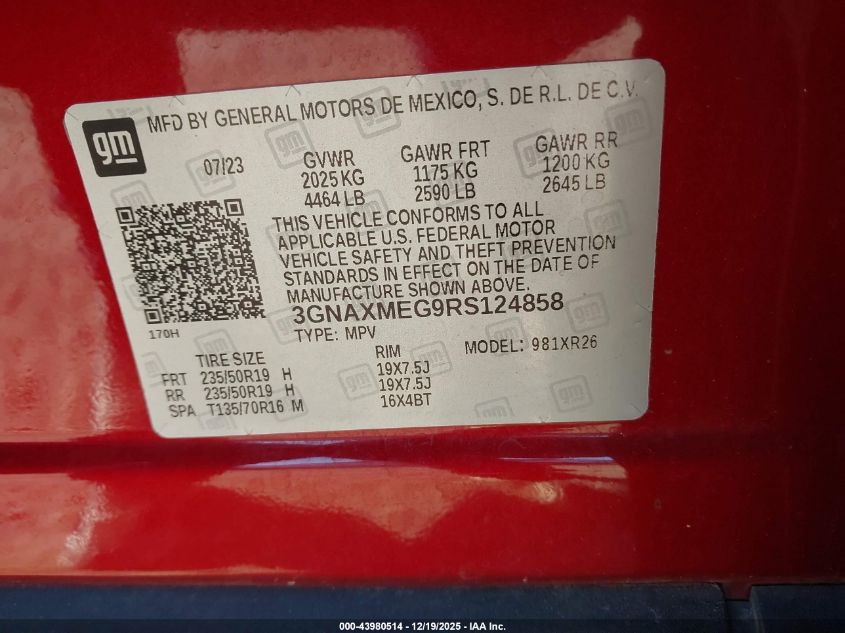 gm
MFD BY GENERAL MOTORS DE MEXICO, S. DE R.L. DE C.V.
07/23 GVWR GAWR FRT GAWR RR
2025 KG 1175 KG 1200 KG
4464 LB 2590 LB 2645 LB
THIS VEHICLE CONFORMS TO ALL
APPLICABLE U.S. FEDERAL MOTOR
VEHICLE SAFETY AND THEFT PREVENTION
STANDARDS IN EFFECT ON THE DATE OF
MANUFACTURE SHOWN ABOVE.
170H
3GNAXMEG9RS124858
TYPE: MPV
MODEL: 981XR26
TIRE SIZE RIM
FRT 235/50R19 H 19X7.5J
RR 235/50R19 H 19X7.5J
SPA T135/70R16 M 16X4BT
000-43980514 - 12/19/2025 - IAA Inc.